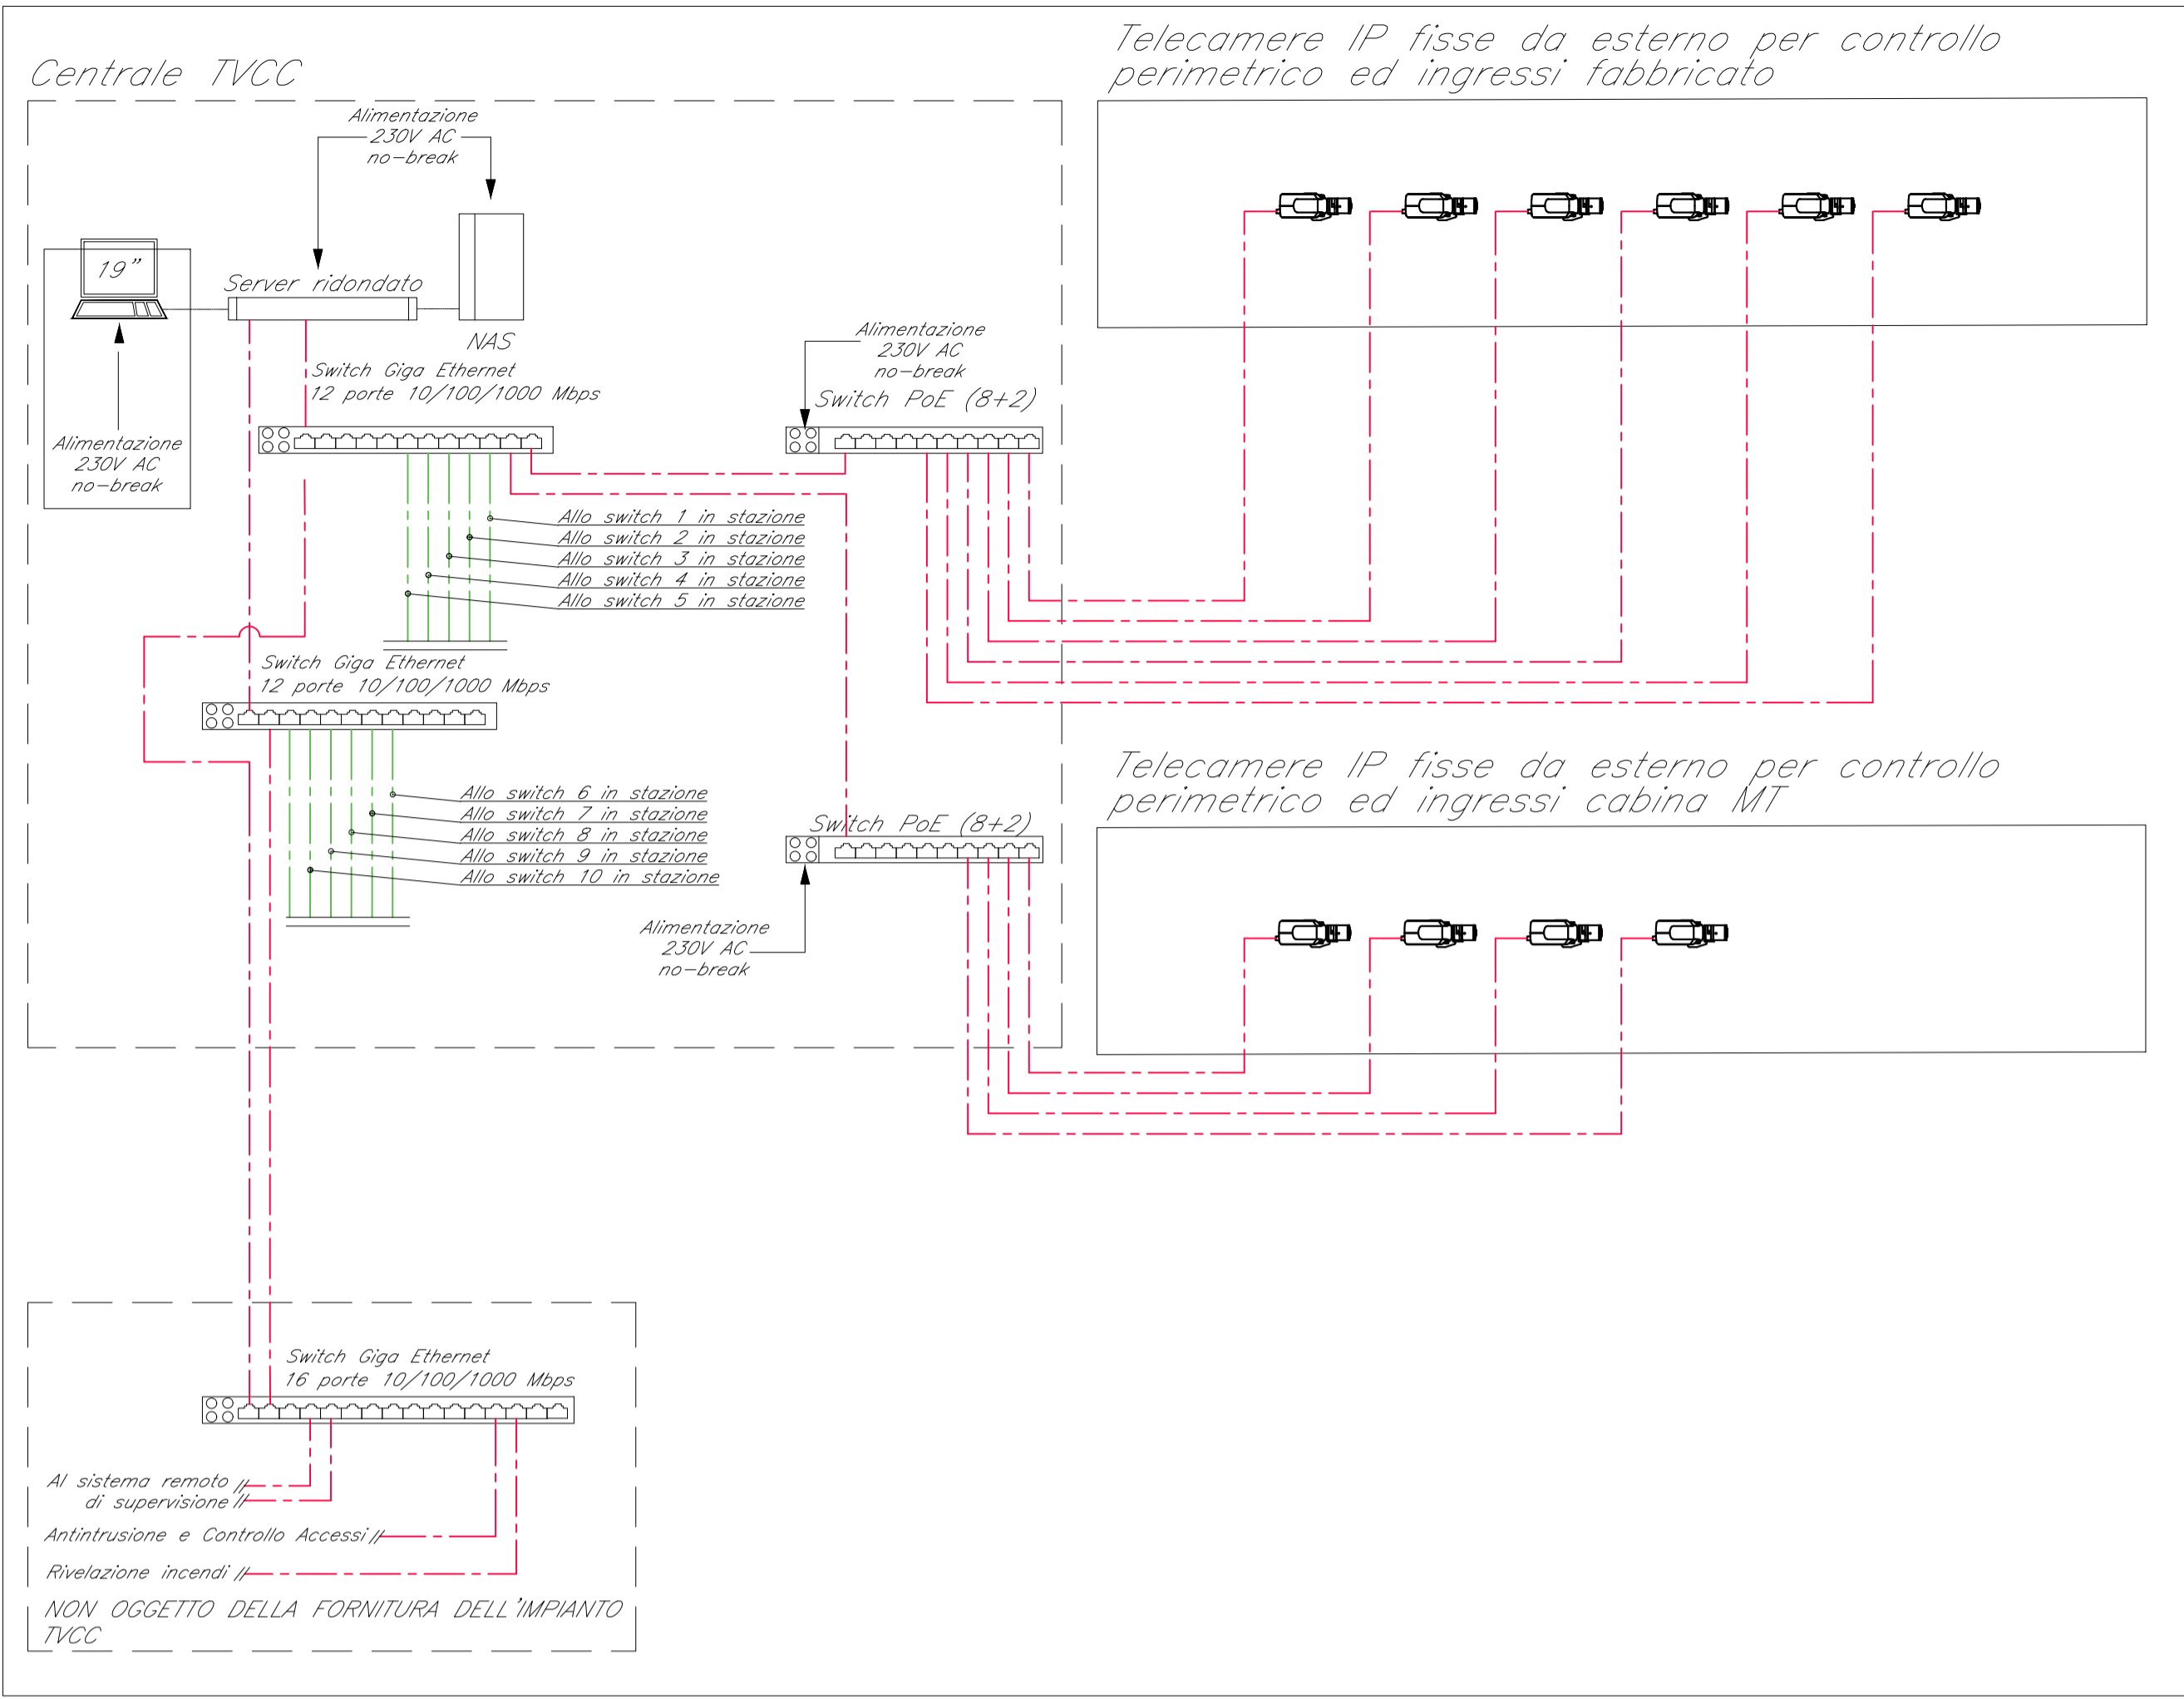 Centrale TVCC
Telecamere IP fisse da esterno per controllo
perimetrico ed ingressi fabbricato
Alimentazione
230V AC
no-break
19"
Server ridondato
NAS
Alimentazione
230V AC
no-break
Switch Giga Ethernet
12 porte 10/100/1000 Mbps
Alimentazione
230V AC
no-break
Switch PoE (8+2)
Allo switch 1 in stazione
Allo switch 2 in stazione
Allo switch 3 in stazione
Allo switch 4 in stazione
Allo switch 5 in stazione
Switch Giga Ethernet
12 porte 10/100/1000 Mbps
Allo switch 6 in stazione
Allo switch 7 in stazione
Allo switch 8 in stazione
Allo switch 9 in stazione
Allo switch 10 in stazione
Telecamere IP fisse da esterno per controllo
perimetrico ed ingressi cabina MT
Switch PoE (8+2)
Alimentazione
230V AC
no-break
Switch Giga Ethernet
16 porte 10/100/1000 Mbps
Al sistema remoto
di supervisione
Antintrusione e Controllo Accessi
Rivelazione incendi
NON OGGETTO DELLA FORNITURA DELL'IMPIANTO
TVCC